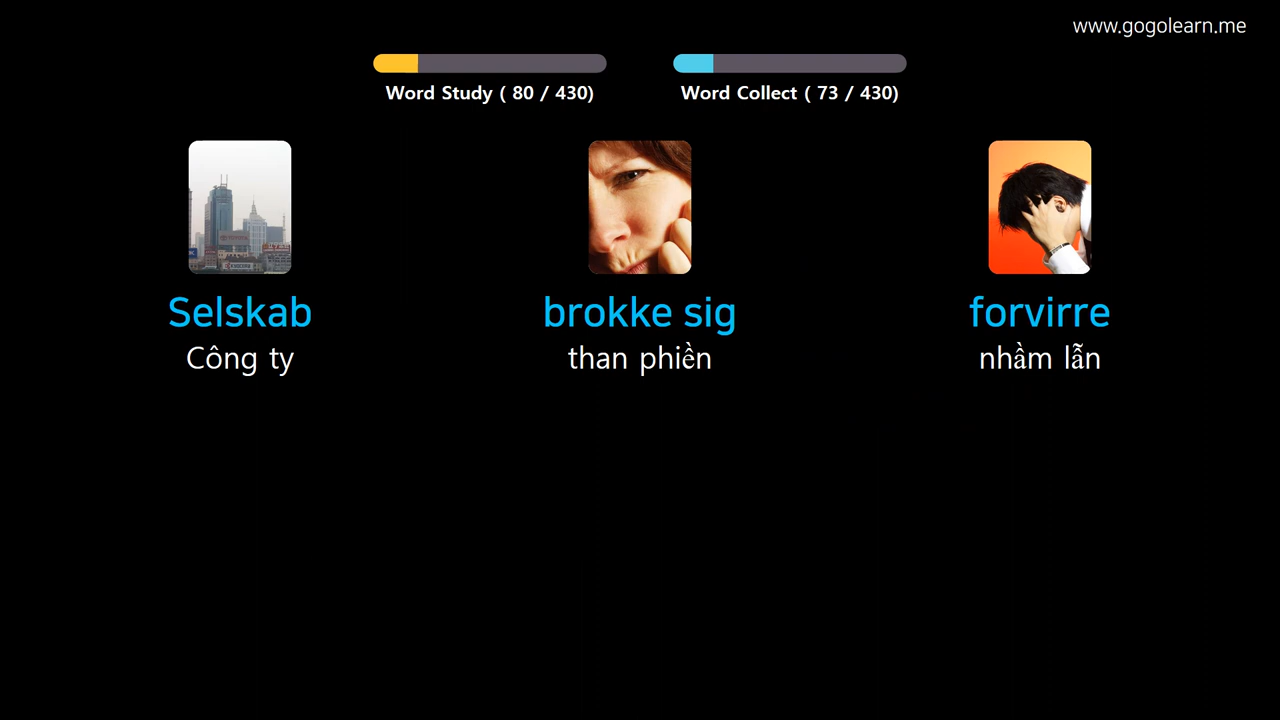 www.gogolearn.me
Word Study ( 80 / 430)
Word Collect ( 73 / 430)
Selskab
brokke sig
forvirre
Công ty
than phiền
nhầm lẫn